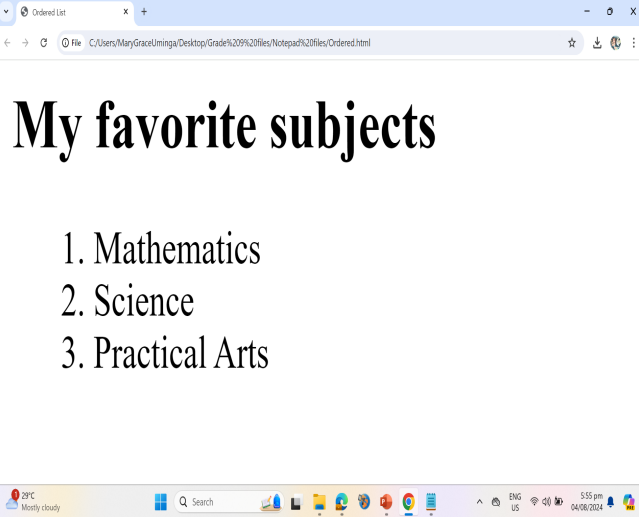 Ordered List
File C:/Users/MaryGraceUminga/Desktop/Grade%209%20files/Notepad%20files/Ordered.html
My favorite subjects
1. Mathematics
2. Science
3. Practical Arts
1
29°C
Mostly cloudy
Search
ENG
US
5:55 pm
04/08/2024